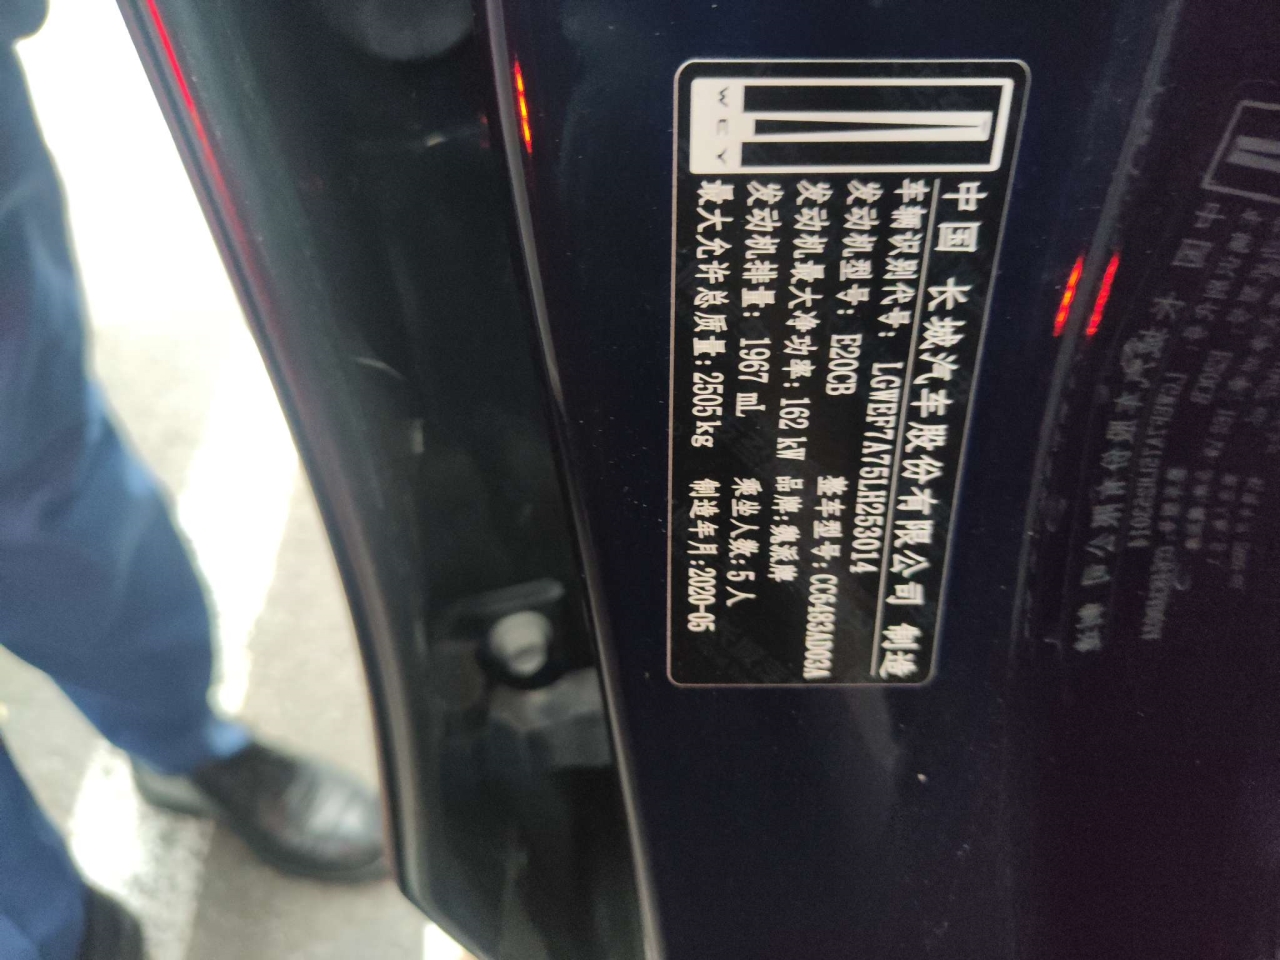 WEY
中国 长城汽车股份有限公司 制造
车辆识别代号：LGWEF7A75LH253014
发动机型号：E20CB 整车型号：CC6483AD03A
发动机最大净功率：162 kW 品牌：魏派牌
发动机排量：1967 mL 乘坐人数：5 人
最大允许总质量：2505kg 制造年月：2020-05